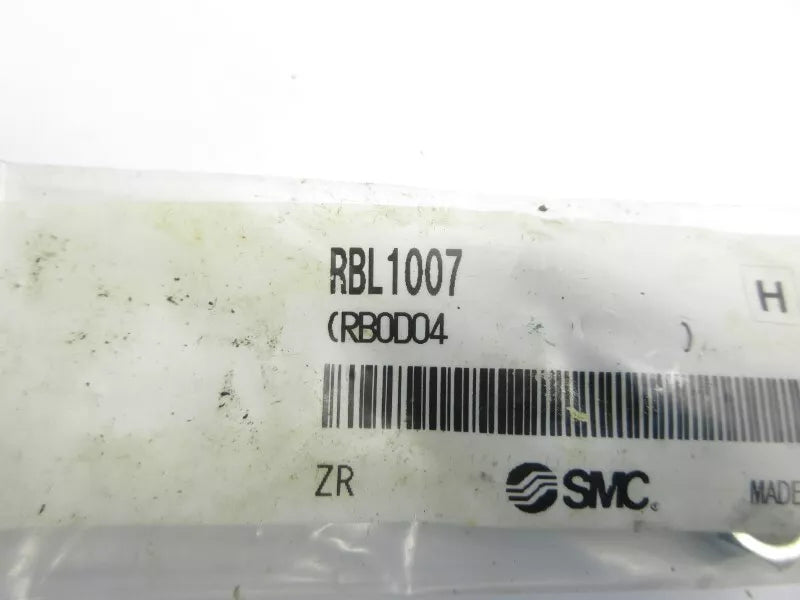 RBL1007
H
(RB0D04 )
ZR SMC MADE